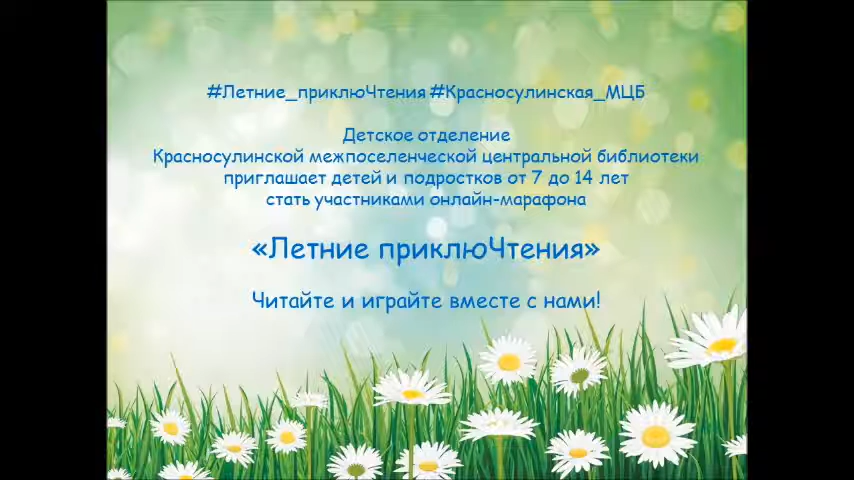 #Летние_приклюЧтения #Красносулинская_МЦБ
Детское отделение
Красносулинской межпоселенческой центральной библиотеки
приглашает детей и подростков от 7 до 14 лет
стать участниками онлайн-марафона
«Летние приклюЧтения»
Читайте и играйте вместе с нами!